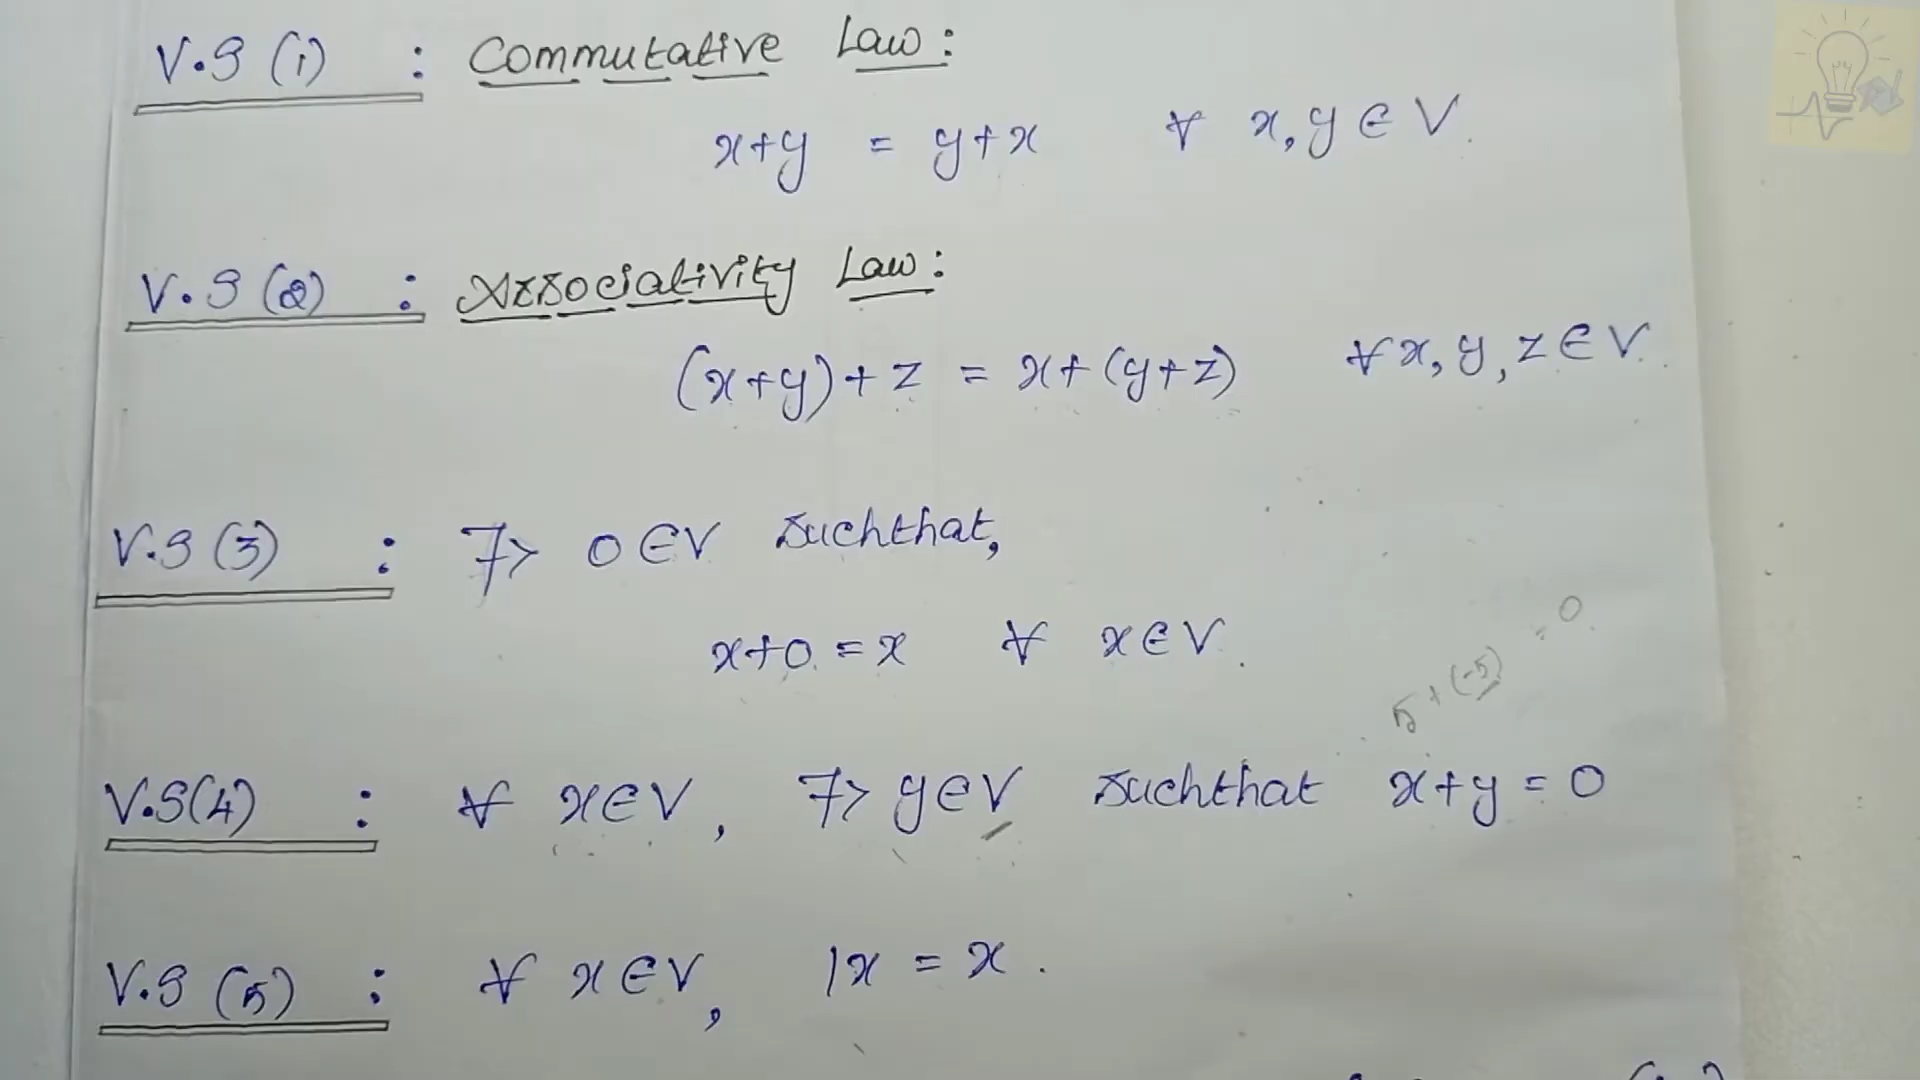 V.S (1) : Commutative Law:
x+y = y+x ∀ x,y ∈ V.
V.S (2) : Associativity Law:
(x+y)+z = x+(y+z) ∀ x, y, z ∈ V.
V.S (3) : ∃ 0 ∈ V suchthat,
x+0 = x ∀ x ∈ V.
5 + (-5) = 0
V.S(4) : ∀ x ∈ V, ∃ y ∈ V suchthat x+y = 0
V.S (5) : ∀ x ∈ V, 1x = x.